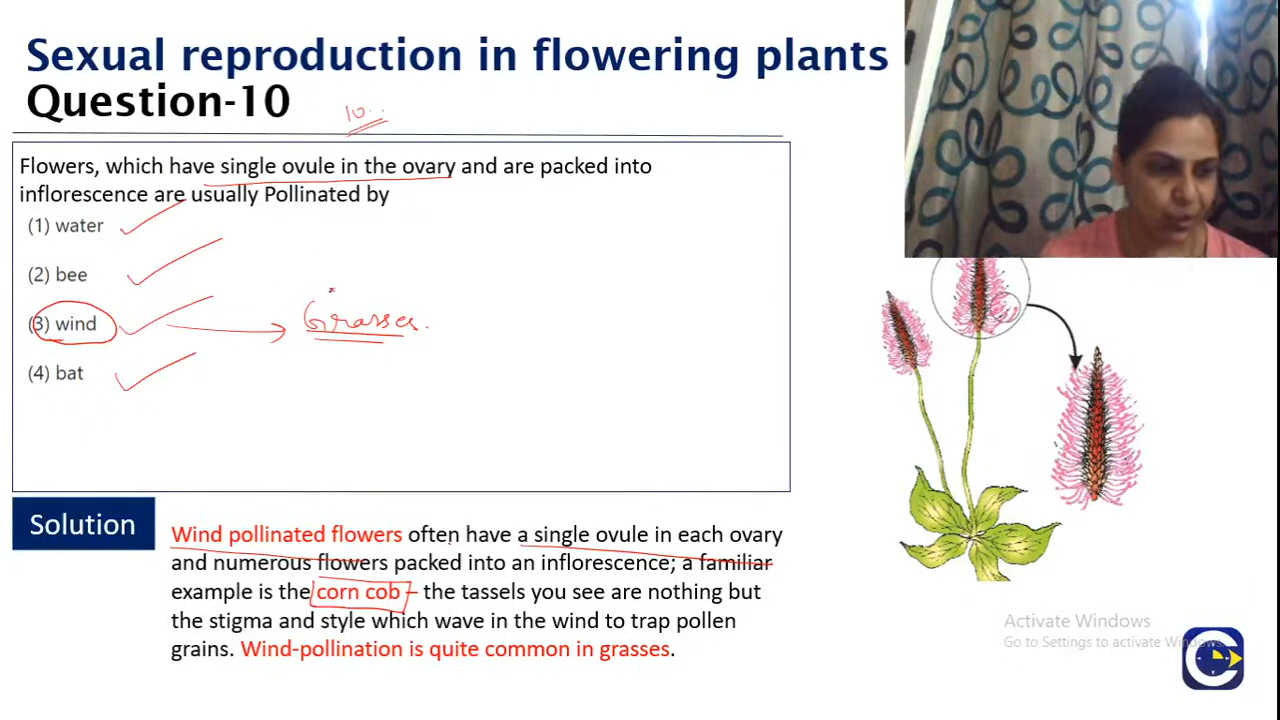 Sexual reproduction in flowering plants
Question-10
10..
Flowers, which have single ovule in the ovary and are packed into
inflorescence are usually Pollinated by
(1) water
(2) bee
(3) wind
Grasses.
(4) bat
Solution
Wind pollinated flowers often have a single ovule in each ovary
and numerous flowers packed into an inflorescence; a familiar
example is the corn cob – the tassels you see are nothing but
the stigma and style which wave in the wind to trap pollen
grains. Wind-pollination is quite common in grasses.
Activate Windows
Go to Settings to activate Windows.